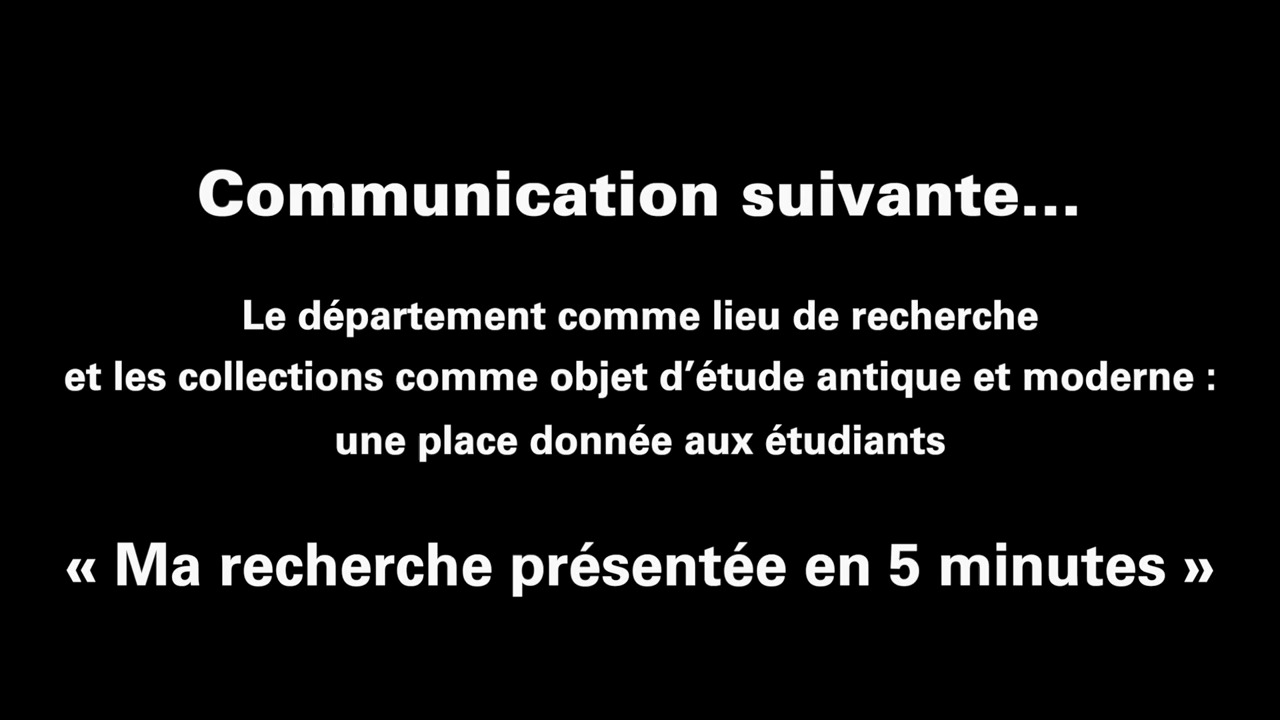 Communication suivante...
Le département comme lieu de recherche
et les collections comme objet d’étude antique et moderne :
une place donnée aux étudiants
« Ma recherche présentée en 5 minutes »